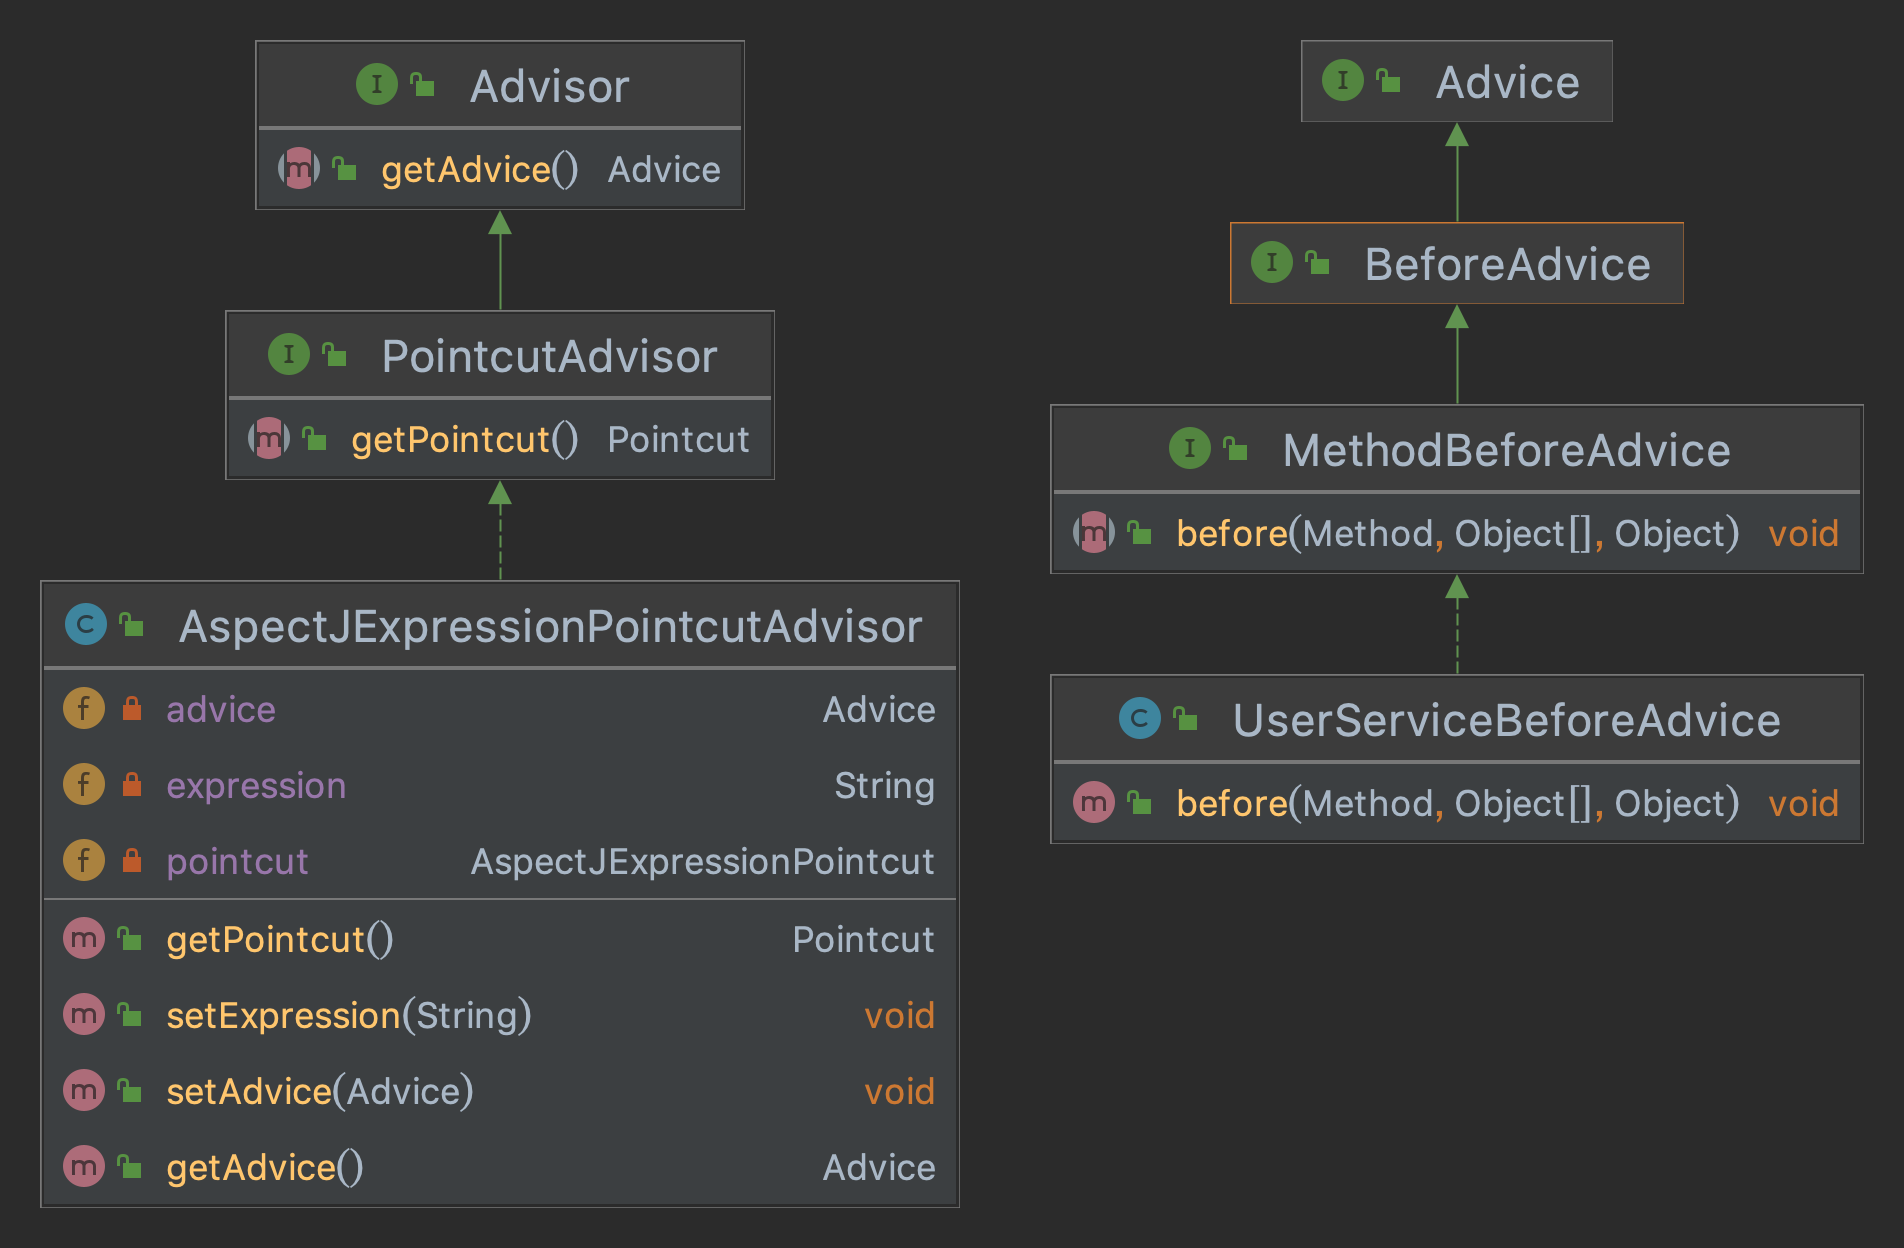 I Advisor
m getAdvice() Advice
I PointcutAdvisor
m getPointcut() Pointcut
C AspectJExpressionPointcutAdvisor
f advice Advice
f expression String
f pointcut AspectJExpressionPointcut
m getPointcut() Pointcut
m setExpression(String) void
m setAdvice(Advice) void
m getAdvice() Advice
I Advice
I BeforeAdvice
I MethodBeforeAdvice
m before(Method, Object[], Object) void
C UserServiceBeforeAdvice
m before(Method, Object[], Object) void